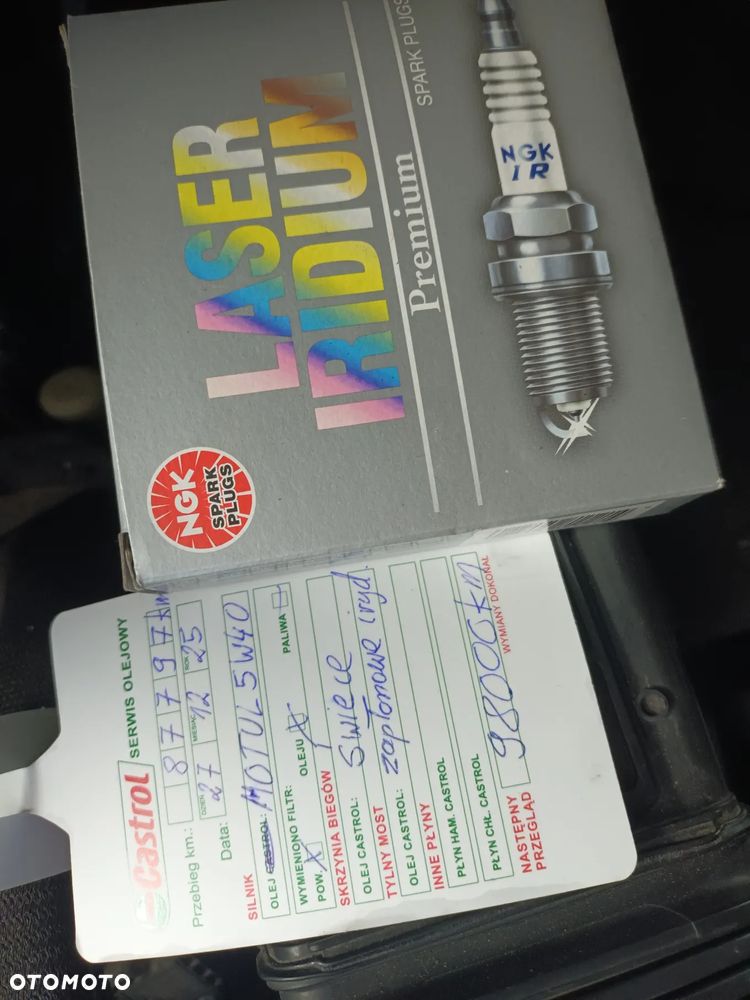 LASER
IRIDIUM
Premium
SPARK PLUGS
NGK
IR
NGK
SPARK
PLUGS
Castrol SERWIS OLEJOWY
Przebieg km.: 87797km
DZIEŃ MIESIĄC ROK
Data: 27 12 25
SILNIK
OLEJ CASTROL: MOTUL 5W40
WYMIENIONO FILTR:
POW. X OLEJU X PALIWA
SKRZYNIA BIEGÓW
OLEJ CASTROL: świece
TYLNY MOST
OLEJ CASTROL: zapłonowe iryd.
INNE PŁYNY
PŁYN HAM. CASTROL
PŁYN CHŁ. CASTROL
NASTĘPNY
PRZEGLĄD 98000km
WYMIANY DOKONAŁ
OTOMOTO